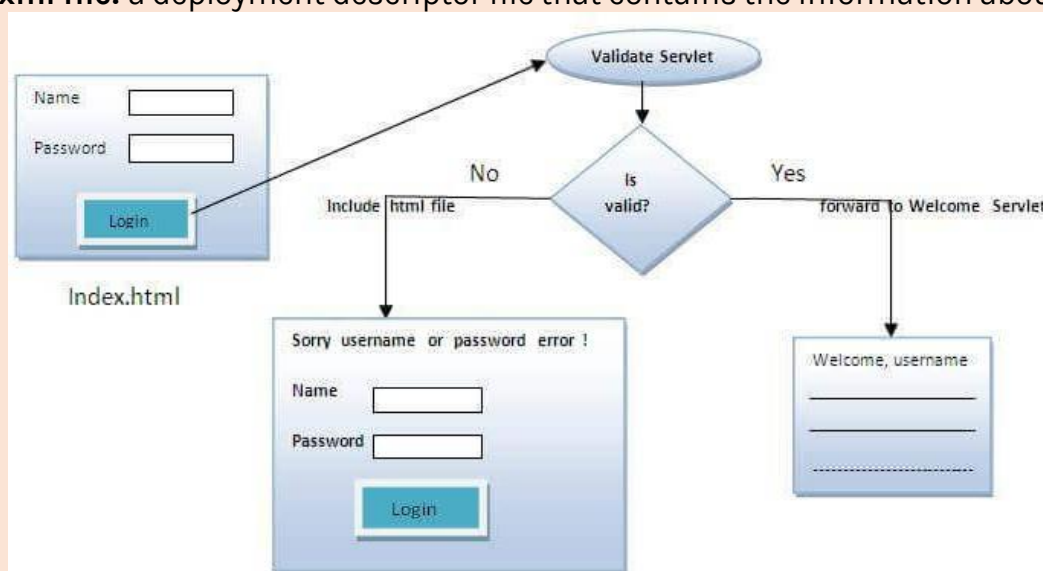 xml file: a deployment descriptor file that contains the information about
Validate Servlet
Name
Password
Login
Index.html
Is
valid?
No
Include html file
Yes
forward to Welcome Servlet
Sorry username or password error !
Name
Password
Login
Welcome, username